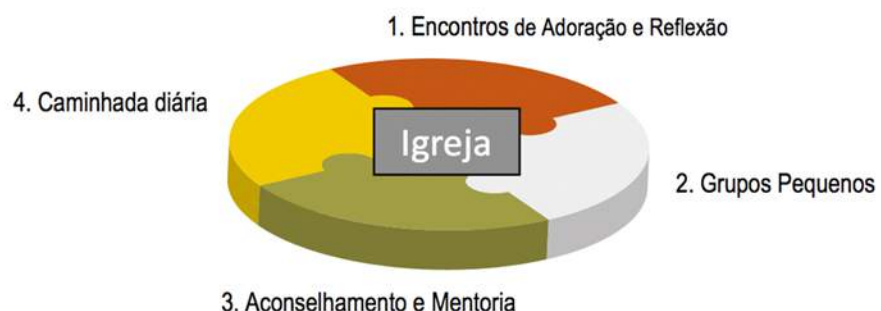 1. Encontros de Adoração e Reflexão
4. Caminhada diária
Igreja
2. Grupos Pequenos
3. Aconselhamento e Mentoria